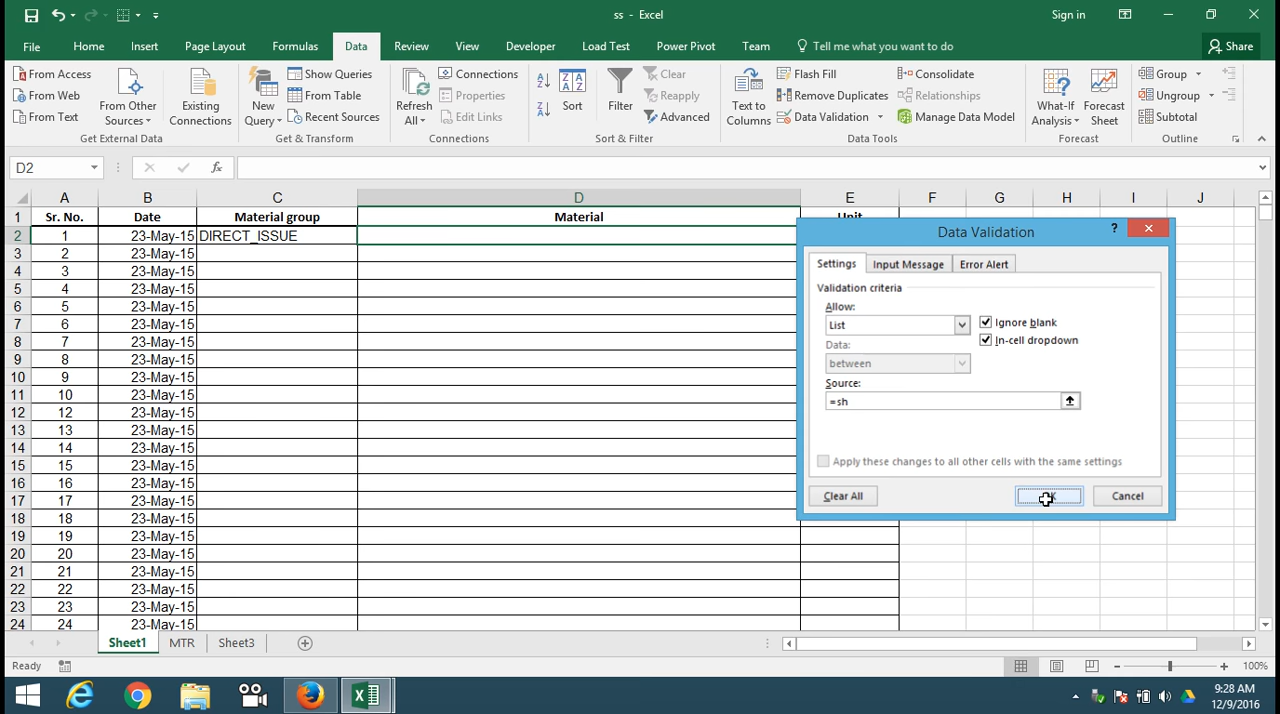 ss - Excel
Sign in
File Home Insert Page Layout Formulas Data Review View Developer Load Test Power Pivot Team Tell me what you want to do Share
From Access
From Web
From Text
From Other Sources
Existing Connections
Get External Data
New Query
Show Queries
From Table
Recent Sources
Get & Transform
Refresh All
Connections
Properties
Edit Links
Connections
Sort
Filter
Clear
Reapply
Advanced
Sort & Filter
Text to Columns
Flash Fill
Remove Duplicates
Data Validation
Consolidate
Relationships
Manage Data Model
Data Tools
What-If Analysis
Forecast Sheet
Forecast
Group
Ungroup
Subtotal
Outline
D2
fx
A B C D E F G H I J
1 Sr. No. Date Material group Material Unit
2 1 23-May-15 DIRECT_ISSUE
3 2 23-May-15
4 3 23-May-15
5 4 23-May-15
6 5 23-May-15
7 6 23-May-15
8 7 23-May-15
9 8 23-May-15
10 9 23-May-15
11 10 23-May-15
12 12 23-May-15
13 13 23-May-15
14 14 23-May-15
15 15 23-May-15
16 16 23-May-15
17 17 23-May-15
18 18 23-May-15
19 19 23-May-15
20 20 23-May-15
21 21 23-May-15
22 22 23-May-15
23 23 23-May-15
24 24 23-May-15
Data Validation
?
Settings Input Message Error Alert
Validation criteria
Allow:
List
Ignore blank
In-cell dropdown
Data:
between
Source:
=sh
Apply these changes to all other cells with the same settings
Clear All
OK
Cancel
Sheet1 MTR Sheet3
Ready
100%
9:28 AM
12/9/2016